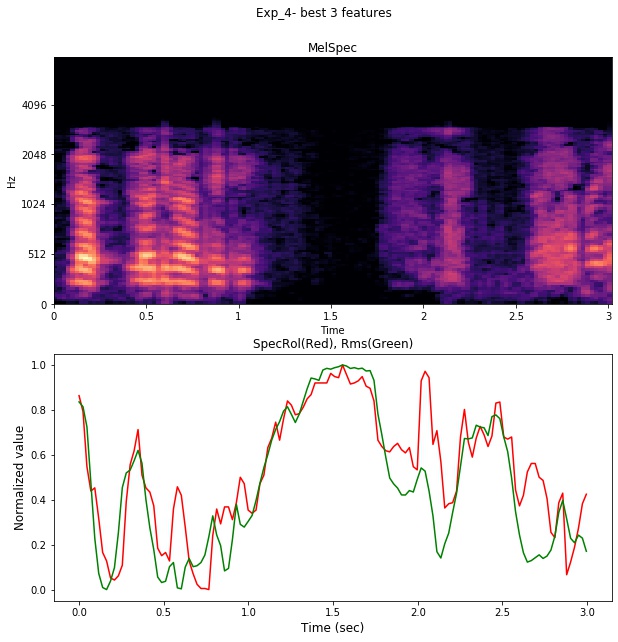 Exp_4- best 3 features
MelSpec
4096
2048
1024
512
0
Hz
0 0.5 1 1.5 2 2.5 3
Time
SpecRol(Red), Rms(Green)
1.0
0.8
0.6
0.4
0.2
0.0
Normalized value
0.0 0.5 1.0 1.5 2.0 2.5 3.0
Time (sec)